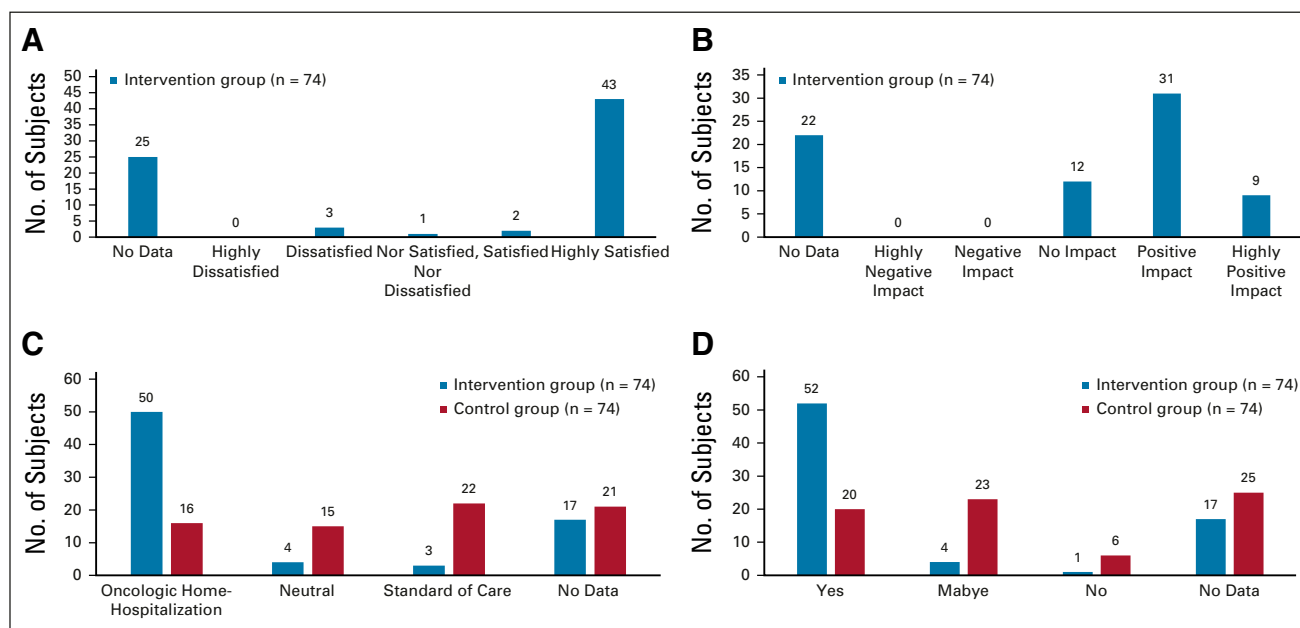 A
No. of Subjects
50
45
40
35
30
25
20
15
10
5
0
Intervention group (n = 74)
25
0
3
1
2
43
No Data
Highly
Dissatisfied
Dissatisfied
Nor Satisfied,
Nor
Dissatisfied
Satisfied
Highly Satisfied
B
No. of Subjects
35
30
25
20
15
10
5
0
Intervention group (n = 74)
22
0
0
12
31
9
No Data
Highly
Negative
Impact
Negative
Impact
No Impact
Positive
Impact
Highly
Positive
Impact
C
No. of Subjects
60
50
40
30
20
10
0
Intervention group (n = 74)
Control group (n = 74)
50
16
4
15
3
22
17
21
Oncologic Home-
Hospitalization
Neutral
Standard of Care
No Data
D
No. of Subjects
60
50
40
30
20
10
0
Intervention group (n = 74)
Control group (n = 74)
52
20
4
23
1
6
17
25
Yes
Mabye
No
No Data